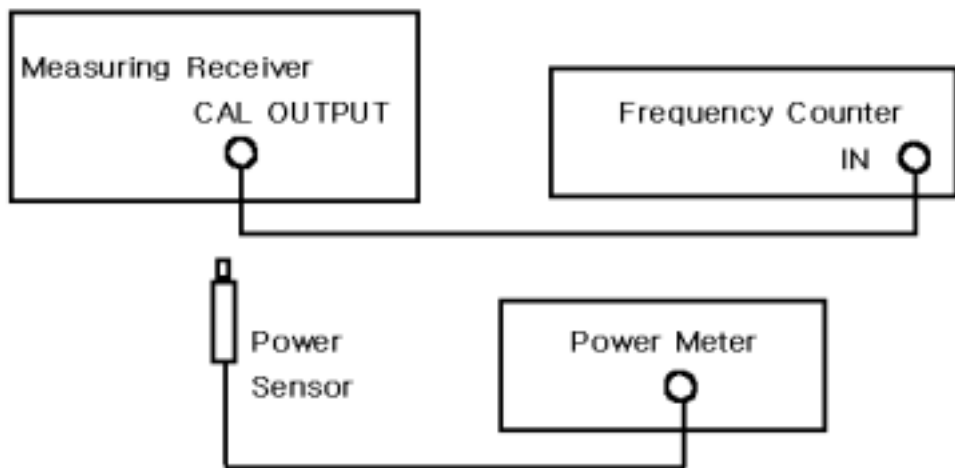 Measuring Receiver
CAL OUTPUT
Frequency Counter
IN
Power
Sensor
Power Meter